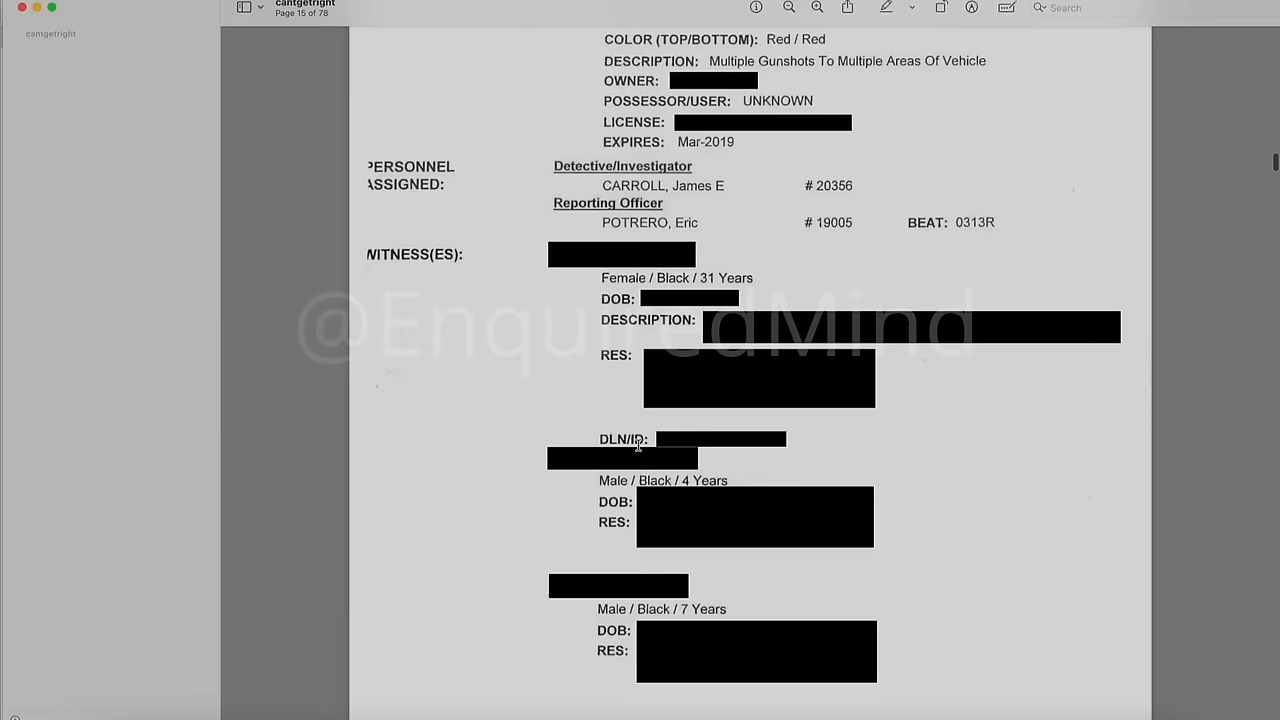 cantgetright
Page 15 of 78
Search
cantgetright
COLOR (TOP/BOTTOM): Red / Red
DESCRIPTION: Multiple Gunshots To Multiple Areas Of Vehicle
OWNER:
POSSESSOR/USER: UNKNOWN
LICENSE:
EXPIRES: Mar-2019
PERSONNEL
ASSIGNED:
Detective/Investigator
CARROLL, James E # 20356
Reporting Officer
POTRERO, Eric # 19005 BEAT: 0313R
WITNESS(ES):
Female / Black / 31 Years
DOB:
DESCRIPTION:
@EnquiredMind
RES:
DLN/ID:
Male / Black / 4 Years
DOB:
RES:
Male / Black / 7 Years
DOB:
RES: